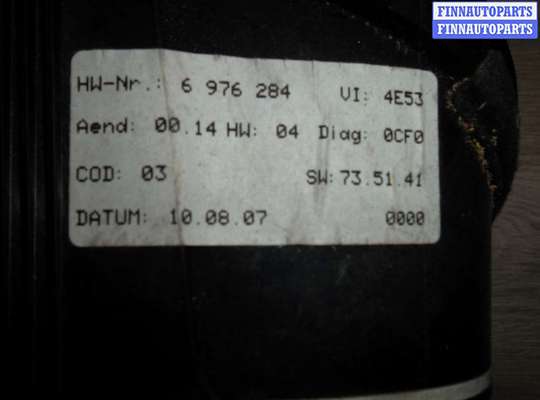 FINNAUTOPARTS
FINNAUTOPARTS
HW-Nr.: 6 976 284 VI: 4E53
Aend: 00.14 HW: 04 Diag: 0CF0
COD: 03 SW: 73.51.41
DATUM: 10.08.07 0000